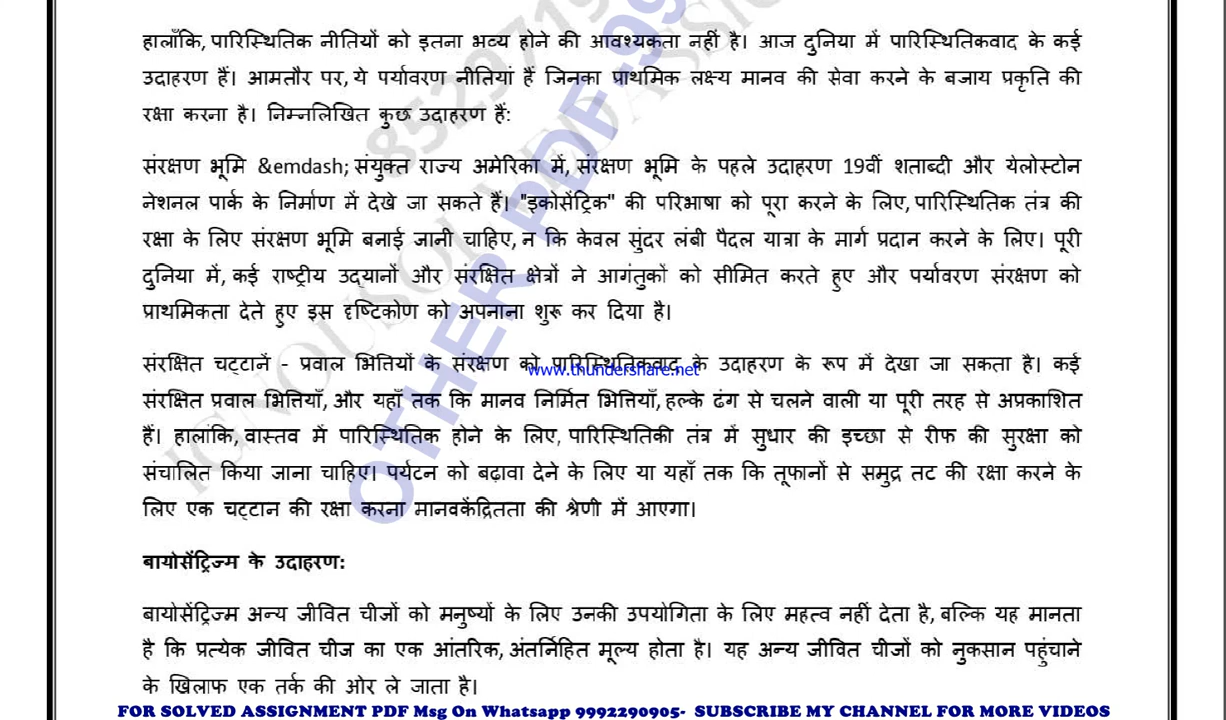 हालाँकि, पारिस्थितिक नीतियों को इतना भव्य होने की आवश्यकता नहीं है। आज दुनिया में पारिस्थितिकवाद के कई
उदाहरण हैं। आमतौर पर, ये पर्यावरण नीतियां हैं जिनका प्राथमिक लक्ष्य मानव की सेवा करने के बजाय प्रकृति की
रक्षा करना है। निम्नलिखित कुछ उदाहरण हैं:
संरक्षण भूमि &emdash; संयुक्त राज्य अमेरिका में, संरक्षण भूमि के पहले उदाहरण 19वीं शताब्दी और येलोस्टोन
नेशनल पार्क के निर्माण में देखे जा सकते हैं। "इकोसेंट्रिक" की परिभाषा को पूरा करने के लिए, पारिस्थितिक तंत्र की
रक्षा के लिए संरक्षण भूमि बनाई जानी चाहिए, न कि केवल सुंदर लंबी पैदल यात्रा के मार्ग प्रदान करने के लिए। पूरी
दुनिया में, कई राष्ट्रीय उद्यानों और संरक्षित क्षेत्रों ने आगंतुकों को सीमित करते हुए और पर्यावरण संरक्षण को
प्राथमिकता देते हुए इस दृष्टिकोण को अपनाना शुरू कर दिया है।
संरक्षित चट्टानें - प्रवाल भित्तियों के संरक्षण को पारिस्थितिकवाद के उदाहरण के रूप में देखा जा सकता है। कई
www.thundershare.net
संरक्षित प्रवाल भित्तियाँ, और यहाँ तक कि मानव निर्मित भित्तियाँ, हल्के ढंग से चलने वाली या पूरी तरह से अप्रकाशित
हैं। हालांकि, वास्तव में पारिस्थितिक होने के लिए, पारिस्थितिकी तंत्र में सुधार की इच्छा से रीफ की सुरक्षा को
संचालित किया जाना चाहिए। पर्यटन को बढ़ावा देने के लिए या यहाँ तक कि तूफानों से समुद्र तट की रक्षा करने के
लिए एक चट्टान की रक्षा करना मानवकेंद्रितता की श्रेणी में आएगा।
बायोसेंट्रिज्म के उदाहरण:
बायोसेंट्रिज्म अन्य जीवित चीज़ों को मनुष्यों के लिए उनकी उपयोगिता के लिए महत्व नहीं देता है, बल्कि यह मानता
है कि प्रत्येक जीवित चीज का एक आंतरिक, अंतर्निहित मूल्य होता है। यह अन्य जीवित चीजों को नुकसान पहुंचाने
के खिलाफ एक तर्क की ओर ले जाता है।
FOR SOLVED ASSIGNMENT PDF Msg On Whatsapp 9992290905- SUBSCRIBE MY CHANNEL FOR MORE VIDEOS
OTHER PDF-99